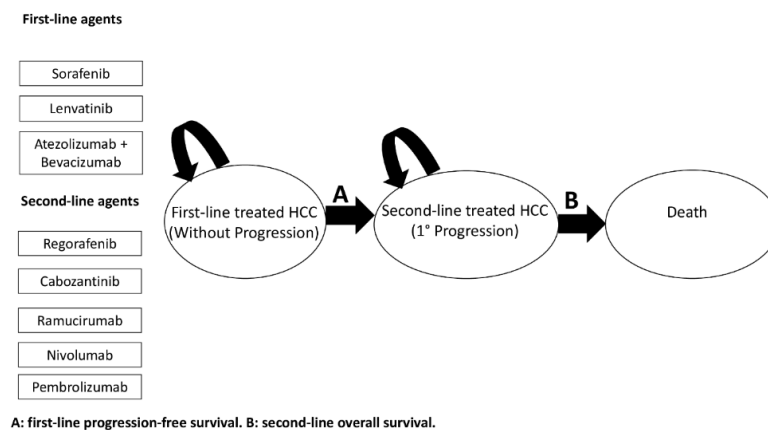 First-line agents
Sorafenib
Lenvatinib
Atezolizumab +
Bevacizumab
Second-line agents
Regorafenib
Cabozantinib
Ramucirumab
Nivolumab
Pembrolizumab
First-line treated HCC
(Without Progression)
A
Second-line treated HCC
(1° Progression)
B
Death
A: first-line progression-free survival. B: second-line overall survival.